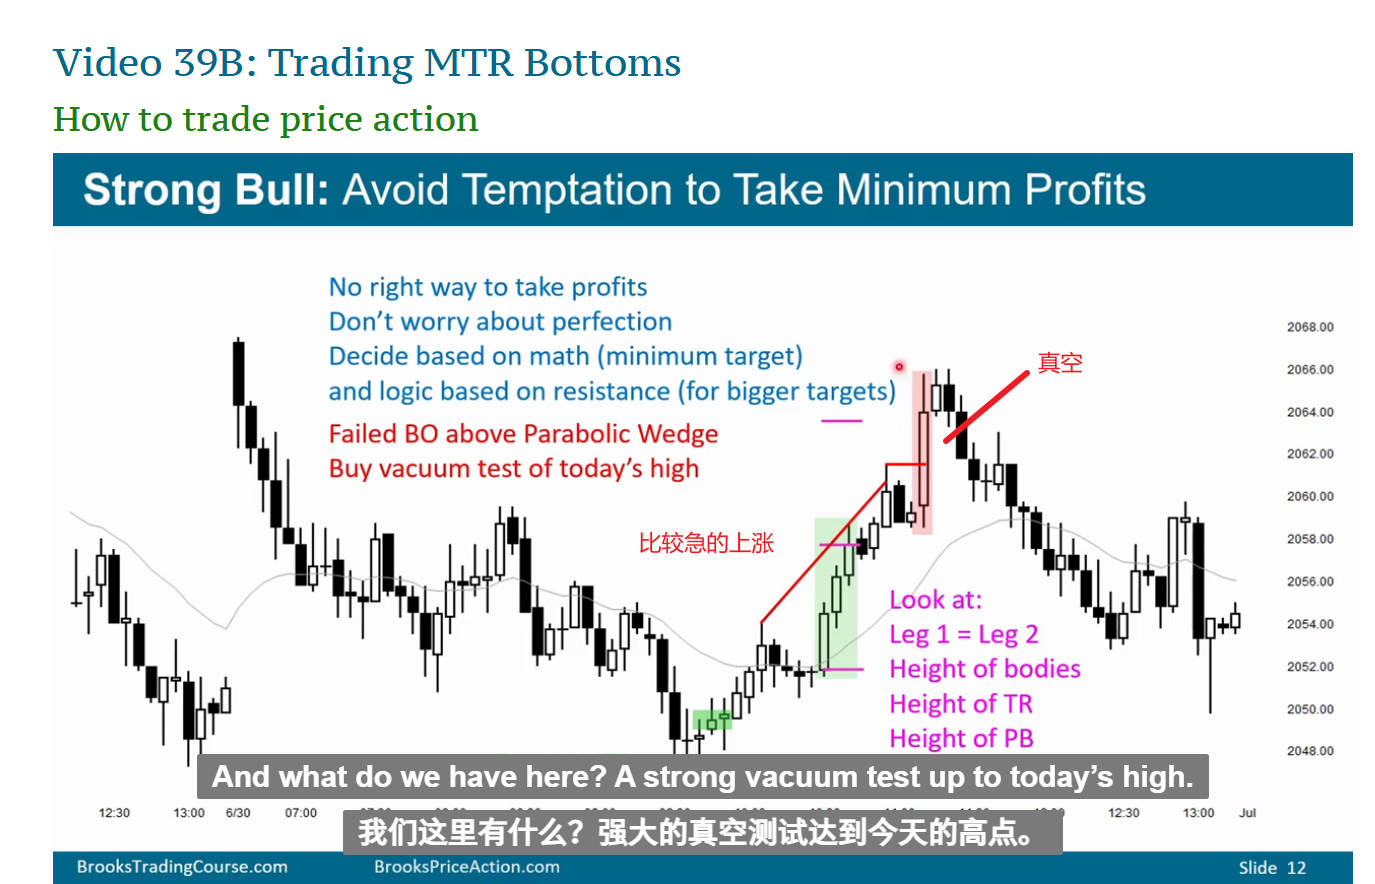 Video 39B: Trading MTR Bottoms
How to trade price action
Strong Bull: Avoid Temptation to Take Minimum Profits
No right way to take profits
Don't worry about perfection
Decide based on math (minimum target)
and logic based on resistance (for bigger targets)
Failed BO above Parabolic Wedge
Buy vacuum test of today's high
真空
比较急的上涨
Look at:
Leg 1 = Leg 2
Height of bodies
Height of TR
Height of PB
2068.00
2066.00
2064.00
2062.00
2060.00
2058.00
2056.00
2054.00
2052.00
2050.00
2048.00
And what do we have here? A strong vacuum test up to today's high.
12:30 13:00 6/30 07:00 12:30 13:00 Jul
我们这里有什么？强大的真空测试达到今天的高点。
BrooksTradingCourse.com BrooksPriceAction.com Slide 12